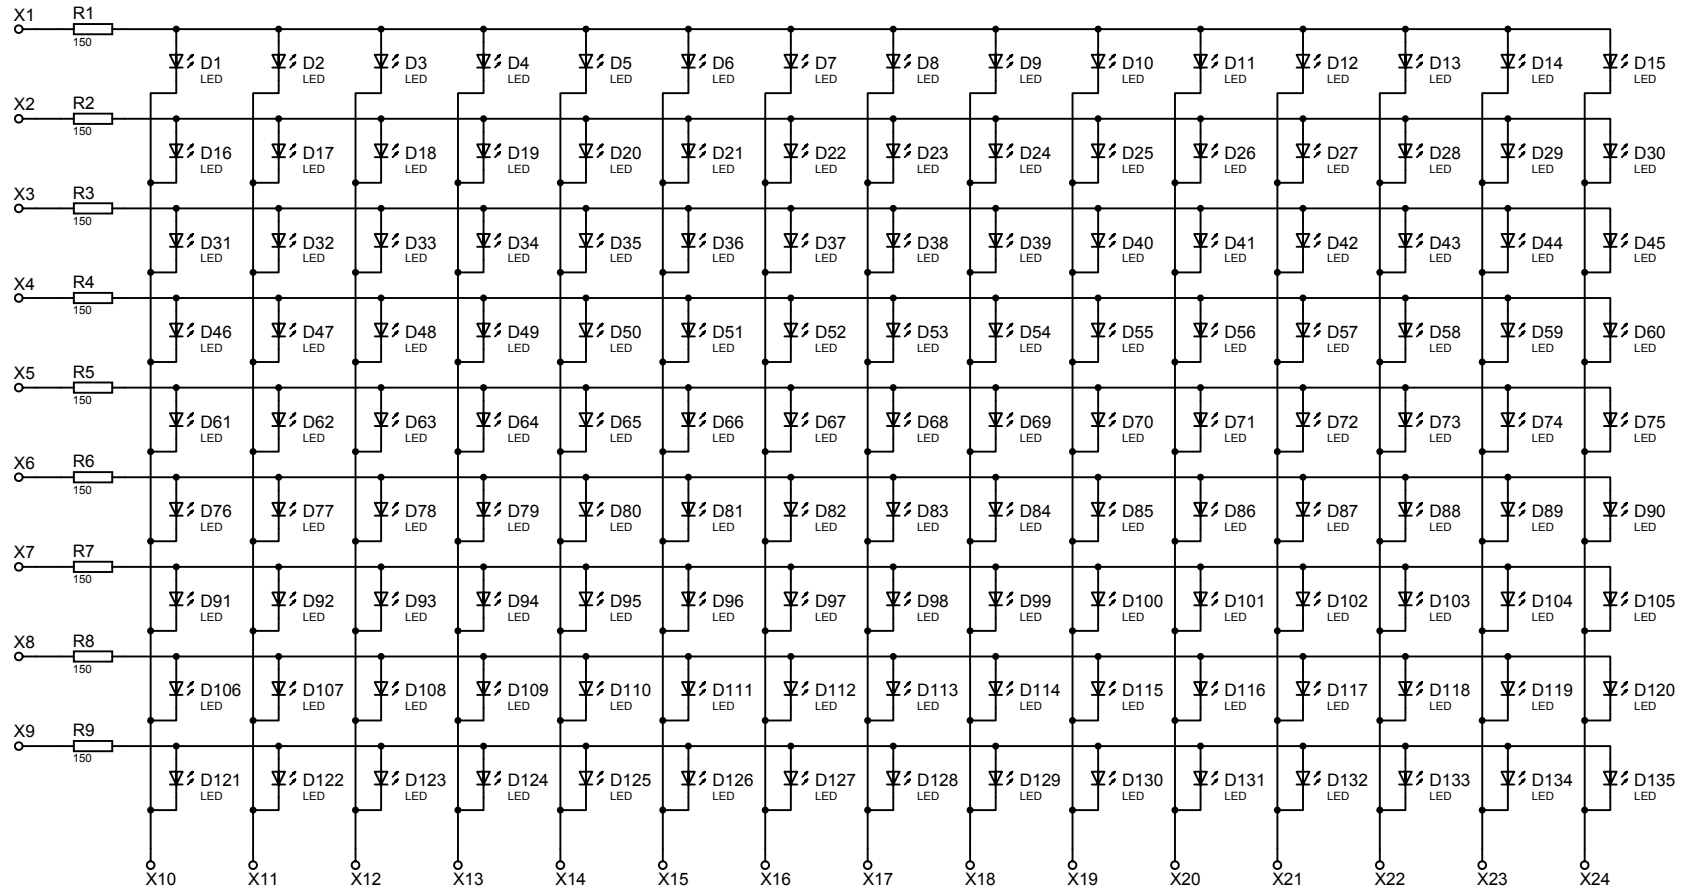 X1 R1
150
D1 D2 D3 D4 D5 D6 D7 D8 D9 D10 D11 D12 D13 D14 D15
LED LED LED LED LED LED LED LED LED LED LED LED LED LED LED
X2 R2
150
D16 D17 D18 D19 D20 D21 D22 D23 D24 D25 D26 D27 D28 D29 D30
LED LED LED LED LED LED LED LED LED LED LED LED LED LED LED
X3 R3
150
D31 D32 D33 D34 D35 D36 D37 D38 D39 D40 D41 D42 D43 D44 D45
LED LED LED LED LED LED LED LED LED LED LED LED LED LED LED
X4 R4
150
D46 D47 D48 D49 D50 D51 D52 D53 D54 D55 D56 D57 D58 D59 D60
LED LED LED LED LED LED LED LED LED LED LED LED LED LED LED
X5 R5
150
D61 D62 D63 D64 D65 D66 D67 D68 D69 D70 D71 D72 D73 D74 D75
LED LED LED LED LED LED LED LED LED LED LED LED LED LED LED
X6 R6
150
D76 D77 D78 D79 D80 D81 D82 D83 D84 D85 D86 D87 D88 D89 D90
LED LED LED LED LED LED LED LED LED LED LED LED LED LED LED
X7 R7
150
D91 D92 D93 D94 D95 D96 D97 D98 D99 D100 D101 D102 D103 D104 D105
LED LED LED LED LED LED LED LED LED LED LED LED LED LED LED
X8 R8
150
D106 D107 D108 D109 D110 D111 D112 D113 D114 D115 D116 D117 D118 D119 D120
LED LED LED LED LED LED LED LED LED LED LED LED LED LED LED
X9 R9
150
D121 D122 D123 D124 D125 D126 D127 D128 D129 D130 D131 D132 D133 D134 D135
LED LED LED LED LED LED LED LED LED LED LED LED LED LED LED
X10 X11 X12 X13 X14 X15 X16 X17 X18 X19 X20 X21 X22 X23 X24